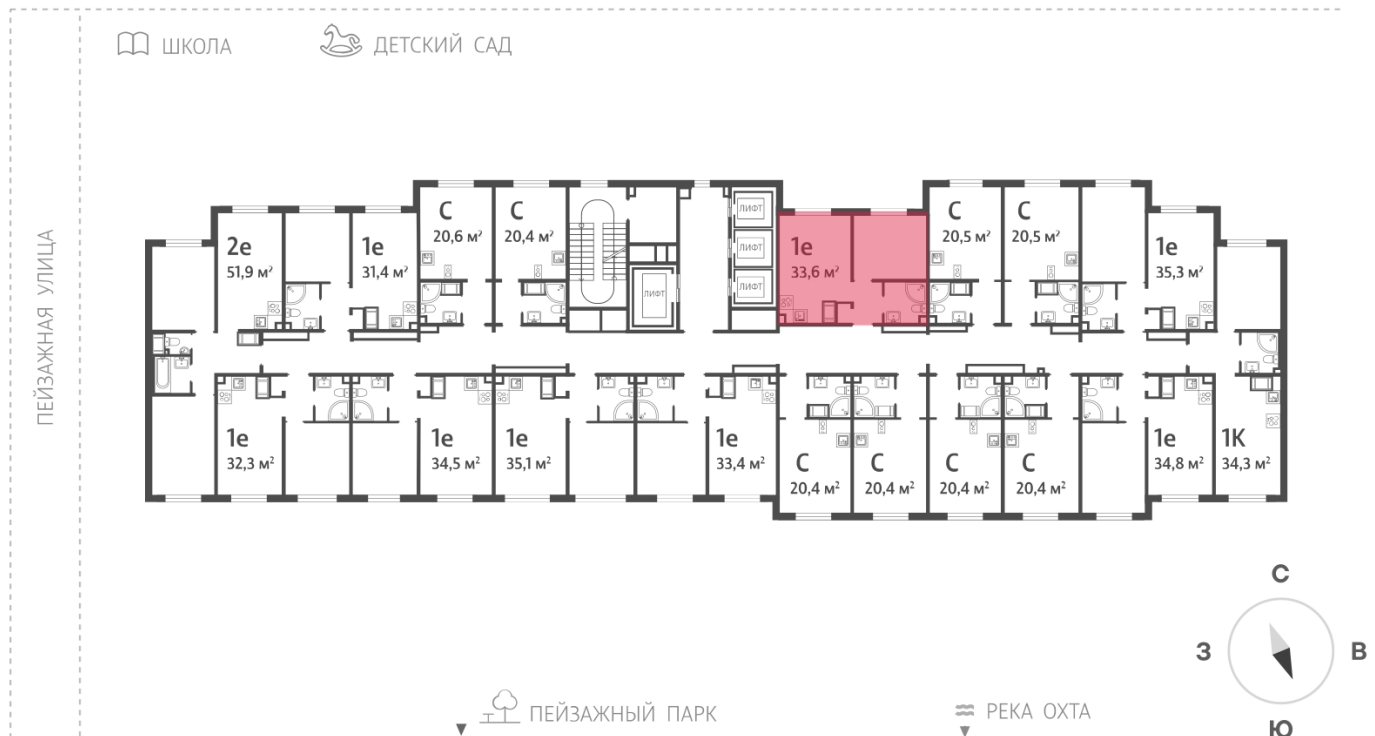 ШКОЛА
ДЕТСКИЙ САД
ПЕЙЗАЖНАЯ УЛИЦА
2е
51,9 м²
1е
31,4 м²
С
20,6 м²
С
20,4 м²
ЛИФТ
ЛИФТ
ЛИФТ
ЛИФТ
1е
33,6 м²
С
20,5 м²
С
20,5 м²
1е
35,3 м²
1е
32,3 м²
1е
34,5 м²
1е
35,1 м²
1е
33,4 м²
С
20,4 м²
С
20,4 м²
С
20,4 м²
С
20,4 м²
1е
34,8 м²
1К
34,3 м²
С
З
В
Ю
ПЕЙЗАЖНЫЙ ПАРК
РЕКА ОХТА